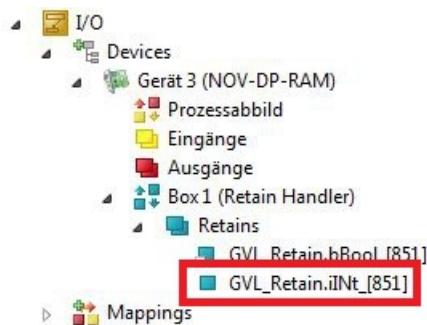 I/O
Devices
Gerät 3 (NOV-DP-RAM)
Prozessabbild
Eingänge
Ausgänge
Box 1 (Retain Handler)
Retains
GVL_Retain.bBool_[851]
GVL_Retain.iINt_[851]
Mappings